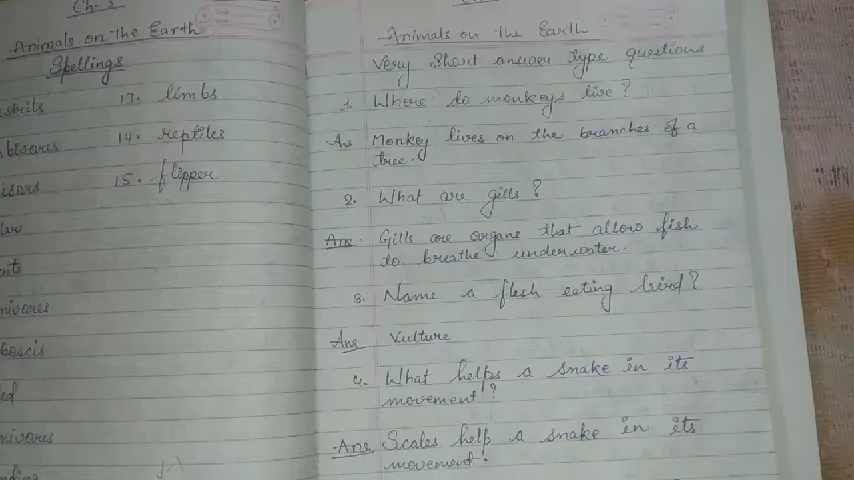 Ch-3
Animals on the Earth
Spellings
13. limbs
14. reptiles
15. flipper
Animals on the Earth
Very Short answer type questions
1. Where do monkeys live?
Ans Monkey lives on the branches of a
tree.
2. What are gills?
Ans. Gills are organs that allow fish
to breathe underwater.
3. Name a flesh eating bird?
Ans Vulture
4. What helps a snake in its
movement?
Ans Scales help a snake in its
movement.